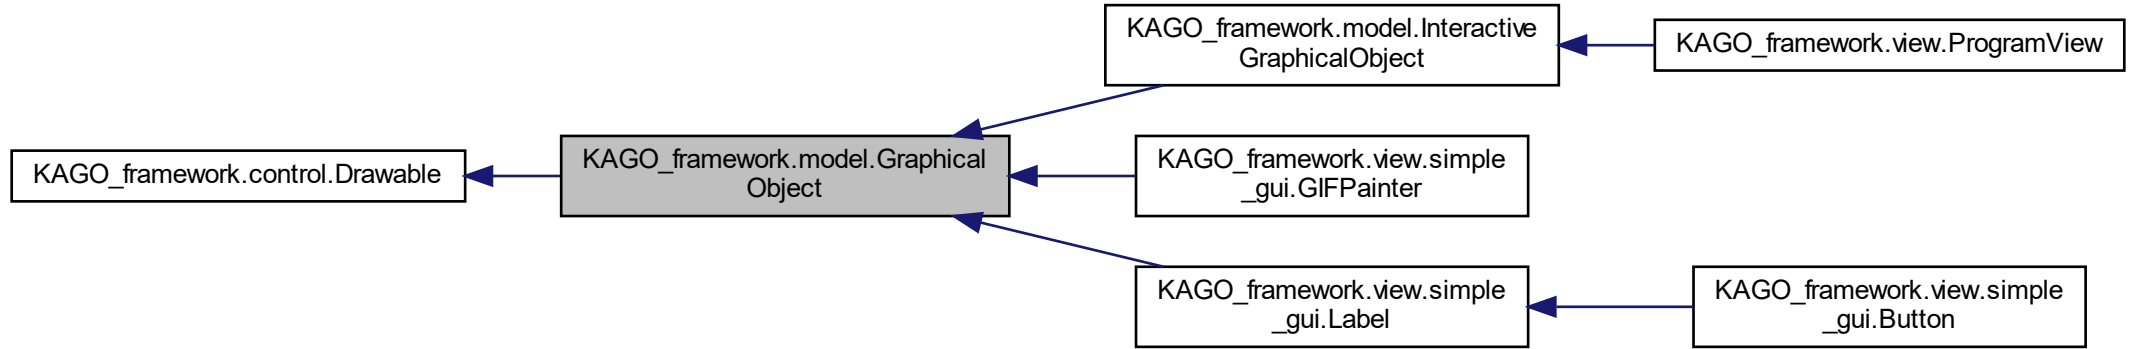 KAGO_framework.model.Interactive
GraphicalObject
KAGO_framework.view.ProgramView
KAGO_framework.control.Drawable
KAGO_framework.model.Graphical
Object
KAGO_framework.view.simple
_gui.GIFPainter
KAGO_framework.view.simple
_gui.Label
KAGO_framework.view.simple
_gui.Button